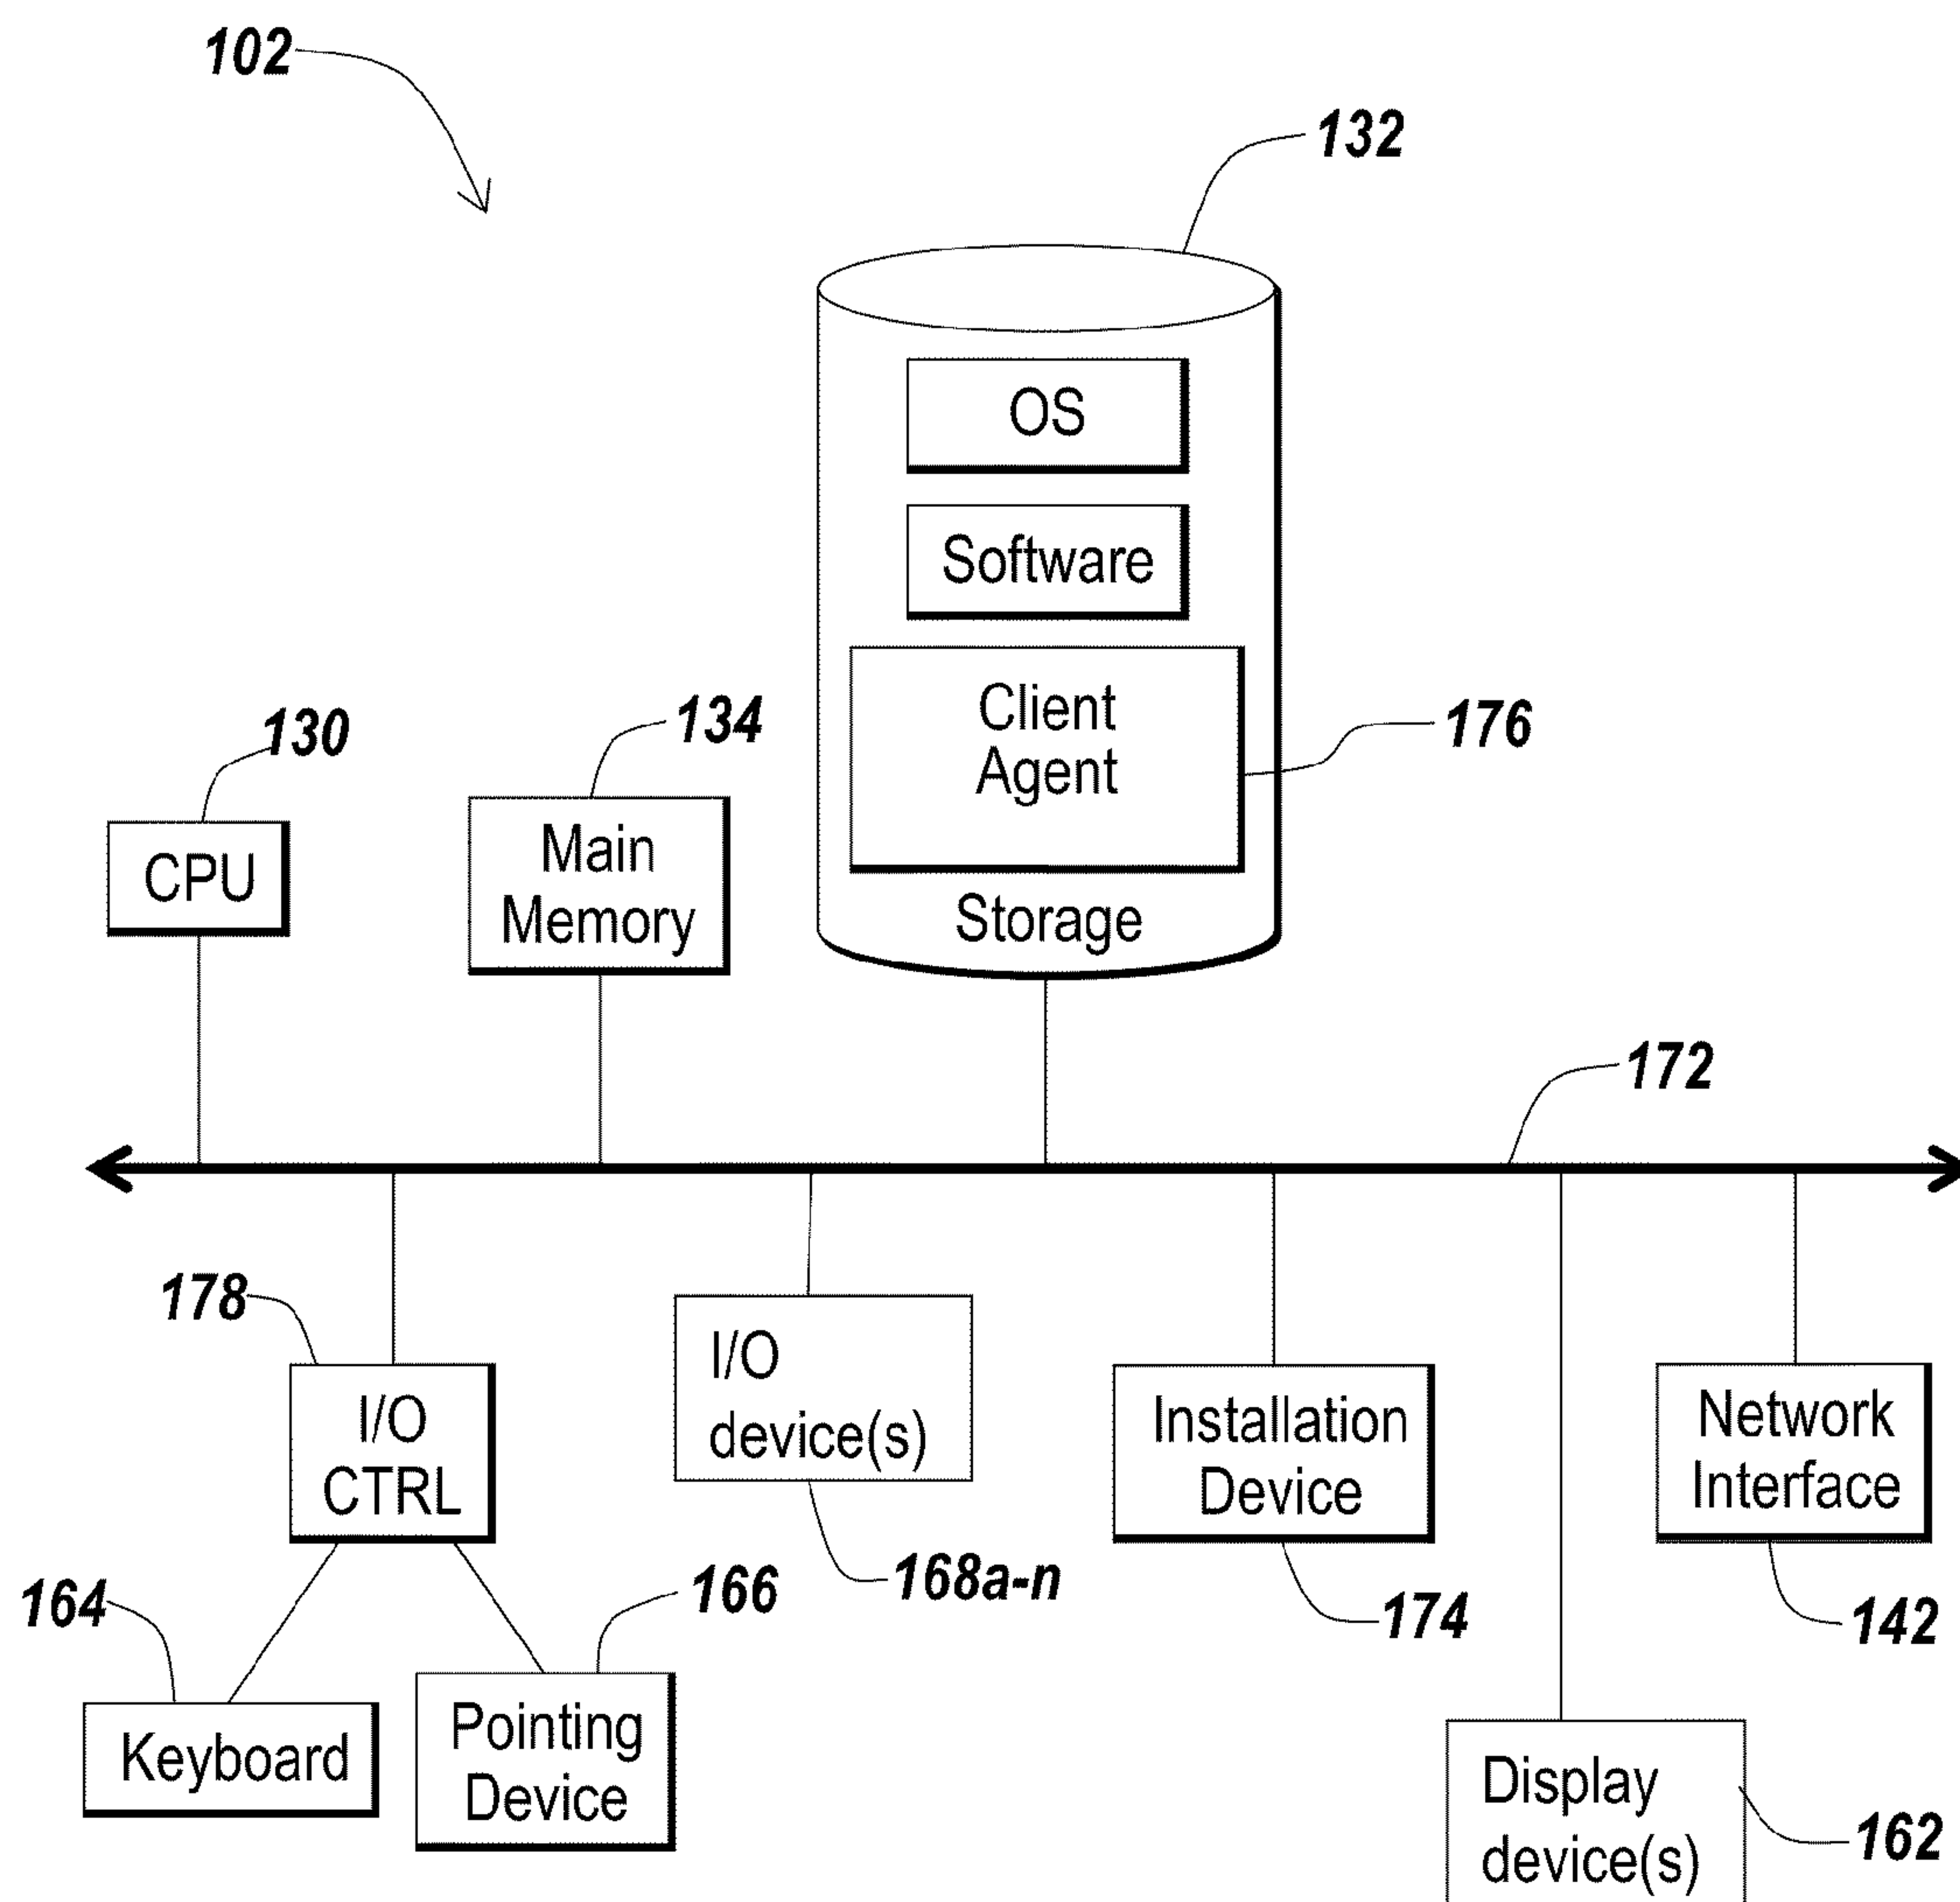 102
132
OS
Software
Client
Agent
176
Storage
130
CPU
134
Main
Memory
172
178
I/O
CTRL
I/O
device(s)
168a-n
Installation
Device
174
Network
Interface
142
164
Keyboard
166
Pointing
Device
Display
device(s)
162